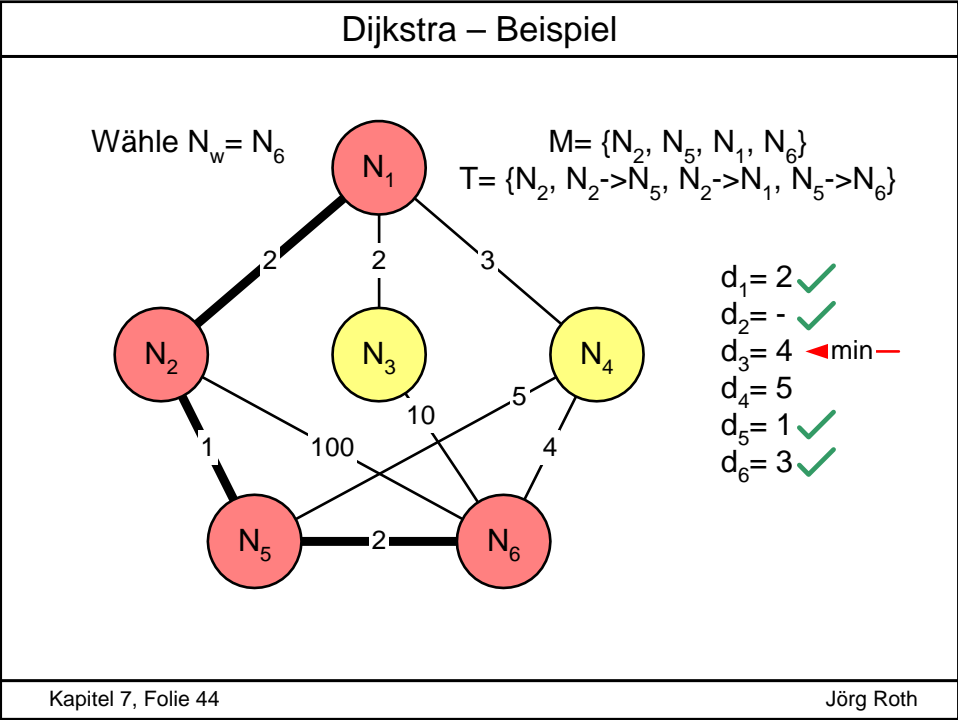 Dijkstra – Beispiel
Wähle N_w= N_6
M= {N_2, N_5, N_1, N_6}
T= {N_2, N_2->N_5, N_2->N_1, N_5->N_6}
N_1
2
2
3
d_1= 2
d_2= -
d_3= 4 min
d_4= 5
d_5= 1
d_6= 3
N_2
N_3
N_4
5
10
1
100
4
N_5
2
N_6
Kapitel 7, Folie 44
Jörg Roth